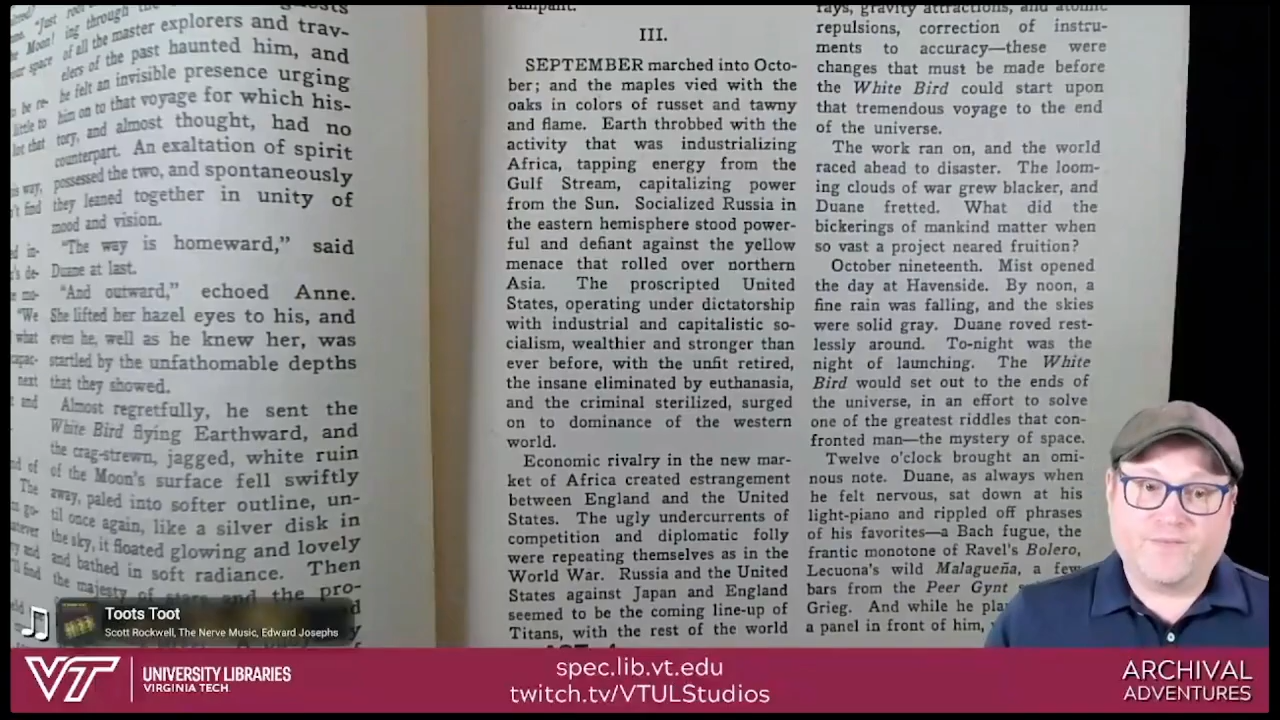 of all the master explorers and trav-
elers of the past haunted him, and
he felt an invisible presence urging
him on to that voyage for which his-
tory, and almost thought, had no
counterpart. An exaltation of spirit
possessed the two, and spontaneously
they leaned together in unity of
mood and vision.
"The way is homeward," said
Duane at last.
"And outward," echoed Anne.
She lifted her hazel eyes to his, and
even he, well as he knew her, was
startled by the unfathomable depths
that they showed.
Almost regretfully, he sent the
White Bird flying Earthward, and
the crag-strewn, jagged, white ruin
of the Moon's surface fell swiftly
away, paled into softer outline, un-
til once again, like a silver disk in
the sky, it floated glowing and lovely
and bathed in soft radiance. Then
the majesty of stars and the pro-
rampant.
III.
SEPTEMBER marched into Octo-
ber; and the maples vied with the
oaks in colors of russet and tawny
and flame. Earth throbbed with the
activity that was industrializing
Africa, tapping energy from the
Gulf Stream, capitalizing power
from the Sun. Socialized Russia in
the eastern hemisphere stood power-
ful and defiant against the yellow
menace that rolled over northern
Asia. The proscripted United
States, operating under dictatorship
with industrial and capitalistic so-
cialism, wealthier and stronger than
ever before, with the unfit retired,
the insane eliminated by euthanasia,
and the criminal sterilized, surged
on to dominance of the western
world.
Economic rivalry in the new mar-
ket of Africa created estrangement
between England and the United
States. The ugly undercurrents of
competition and diplomatic folly
were repeating themselves as in the
World War. Russia and the United
States against Japan and England
seemed to be the coming line-up of
Titans, with the rest of the world
rays, gravity attractions, and atomic
repulsions, correction of instru-
ments to accuracy—these were
changes that must be made before
the White Bird could start upon
that tremendous voyage to the end
of the universe.
The work ran on, and the world
raced ahead to disaster. The loom-
ing clouds of war grew blacker, and
Duane fretted. What did the
bickerings of mankind matter when
so vast a project neared fruition?
October nineteenth. Mist opened
the day at Havenside. By noon, a
fine rain was falling, and the skies
were solid gray. Duane roved rest-
lessly around. To-night was the
night of launching. The White
Bird would set out to the ends of
the universe, in an effort to solve
one of the greatest riddles that con-
fronted man—the mystery of space.
Twelve o'clock brought an omi-
nous note. Duane, as always when
he felt nervous, sat down at his
light-piano and rippled off phrases
of his favorites—a Bach fugue, the
frantic monotone of Ravel's Bolero,
Lecuona's wild Malagueña, a few
bars from the Peer Gynt
Grieg. And while he
a panel in front of him,
Toots Toot
Scott Rockwell, The Nerve Music, Edward Josephs
VT
UNIVERSITY LIBRARIES
VIRGINIA TECH
spec.lib.vt.edu
twitch.tv/VTULStudios
ARCHIVAL
ADVENTURES